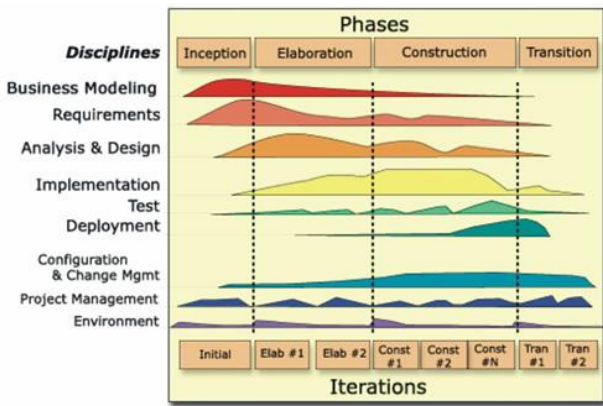 Phases
Disciplines
Inception
Elaboration
Construction
Transition
Business Modeling
Requirements
Analysis & Design
Implementation
Test
Deployment
Configuration
& Change Mgmt
Project Management
Environment
Initial
Elab #1
Elab #2
Const
#1
Const
#2
Const
#N
Tran
#1
Tran
#2
Iterations